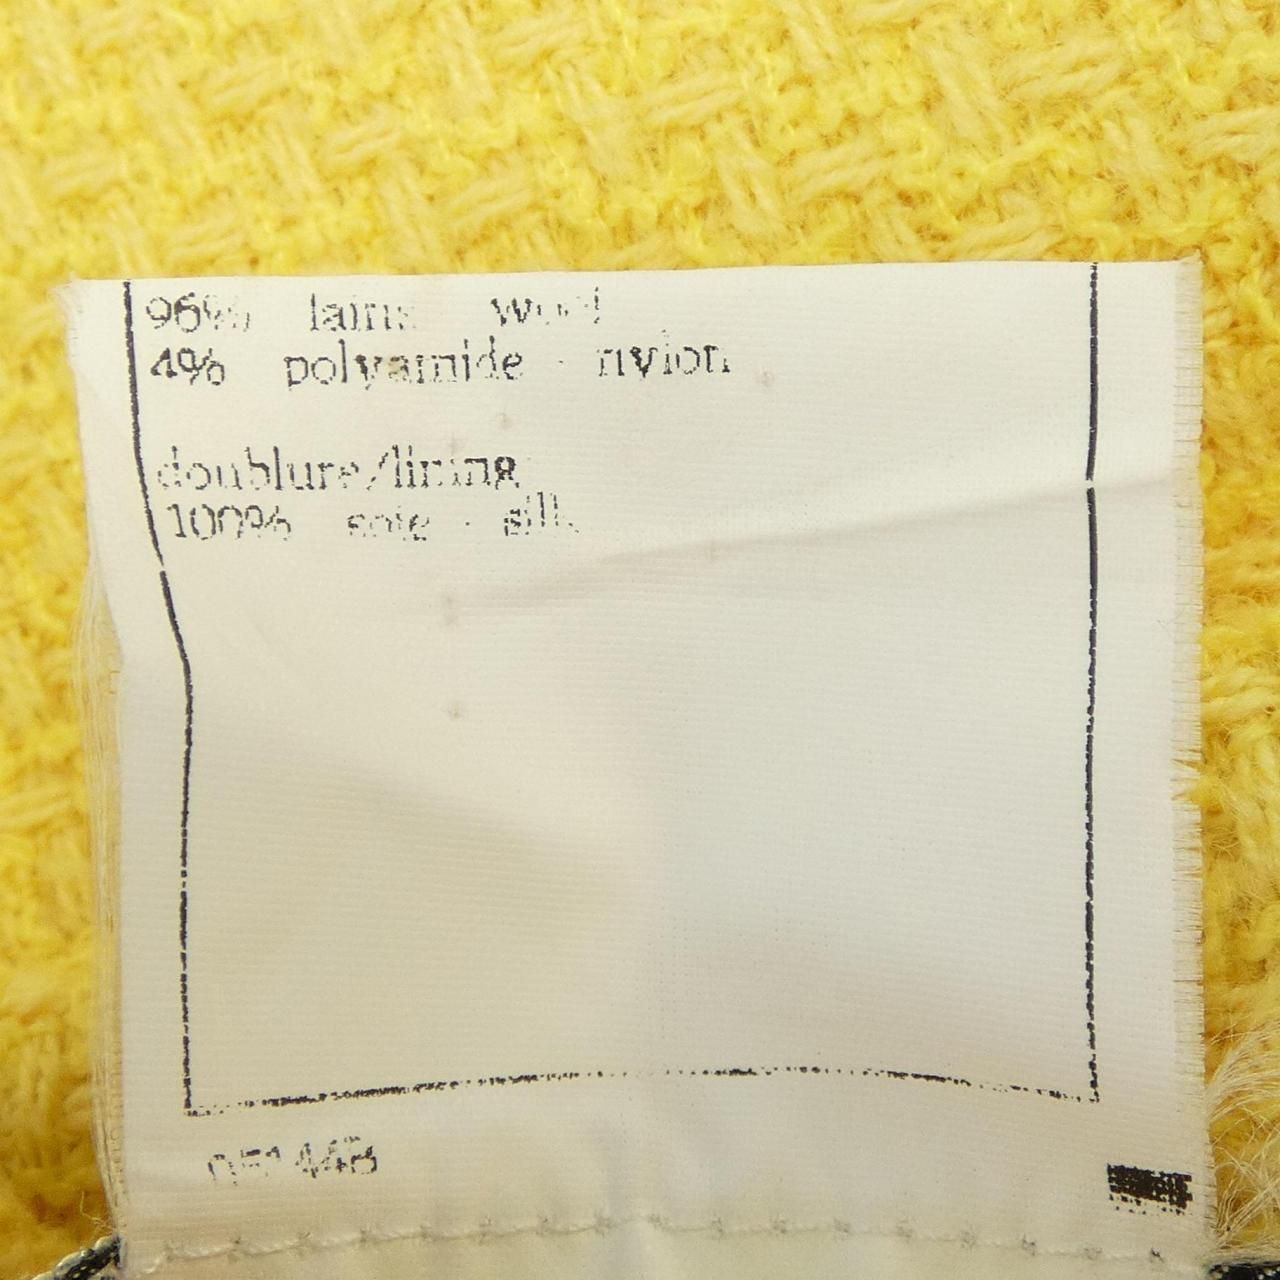 96% laine wool
4% polyamide - nylon
doublure/lining
100% soie - silk